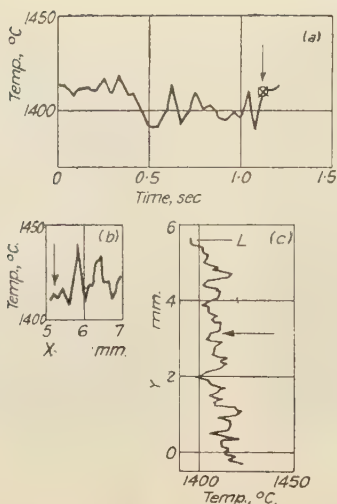 1450
(a)
Temp., °C
1400
0
0·5
1·0
1·5
Time, sec
1450
(b)
Temp., °C.
1400
5
6
7
X·
mm.
6
L
(c)
4
mm.
Y
2
0
1400
1450
Temp., °C.